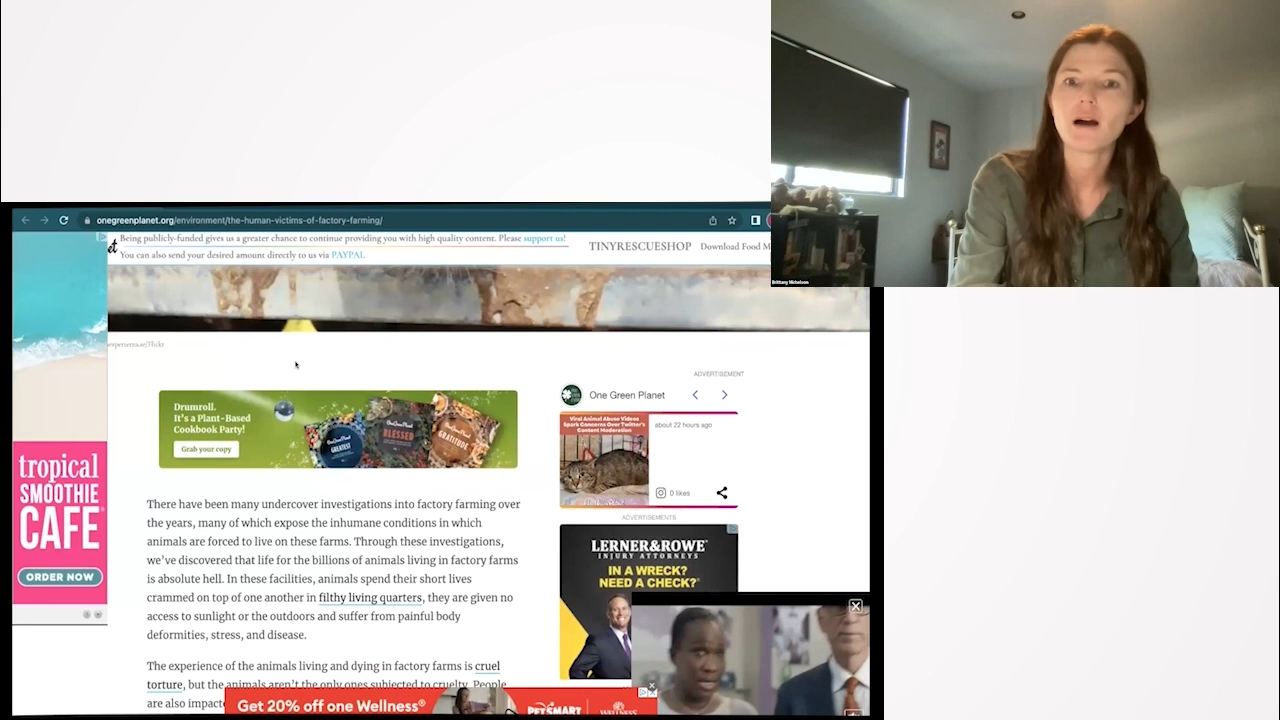 onegreenplanet.org/environment/the-human-victims-of-factory-farming/
Being publicly-funded gives us a greater chance to continue providing you with high quality content. Please support us!
You can also send your desired amount directly to us via PAYPAL
TINYRESCUESHOP Download Food M
Brittany Michelson
ADVERTISEMENT
Drumroll.
It's a Plant-Based
Cookbook Party!
Grab your copy
GREATEST
BLESSED
GRATITUDE
One Green Planet
Viral Animal Abuse Videos
Spark Concerns Over Twitter's
Content Moderation
about 22 hours ago
0 likes
ADVERTISEMENTS
LERNER&ROWE
INJURY ATTORNEYS
IN A WRECK?
NEED A CHECK?
tropical
SMOOTHIE
CAFE
ORDER NOW
There have been many undercover investigations into factory farming over
the years, many of which expose the inhumane conditions in which
animals are forced to live on these farms. Through these investigations,
we've discovered that life for the billions of animals living in factory farms
is absolute hell. In these facilities, animals spend their short lives
crammed on top of one another in filthy living quarters, they are given no
access to sunlight or the outdoors and suffer from painful body
deformities, stress, and disease.
The experience of the animals living and dying in factory farms is cruel
torture, but the animals aren't the only ones subjected to cruelty. People
are also impact
Get 20% off one Wellness®
PETSMART
WELLNESS